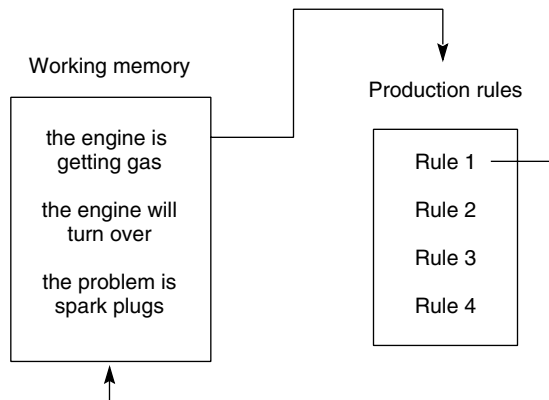 Working memory
the engine is
getting gas
the engine will
turn over
the problem is
spark plugs
Production rules
Rule 1
Rule 2
Rule 3
Rule 4